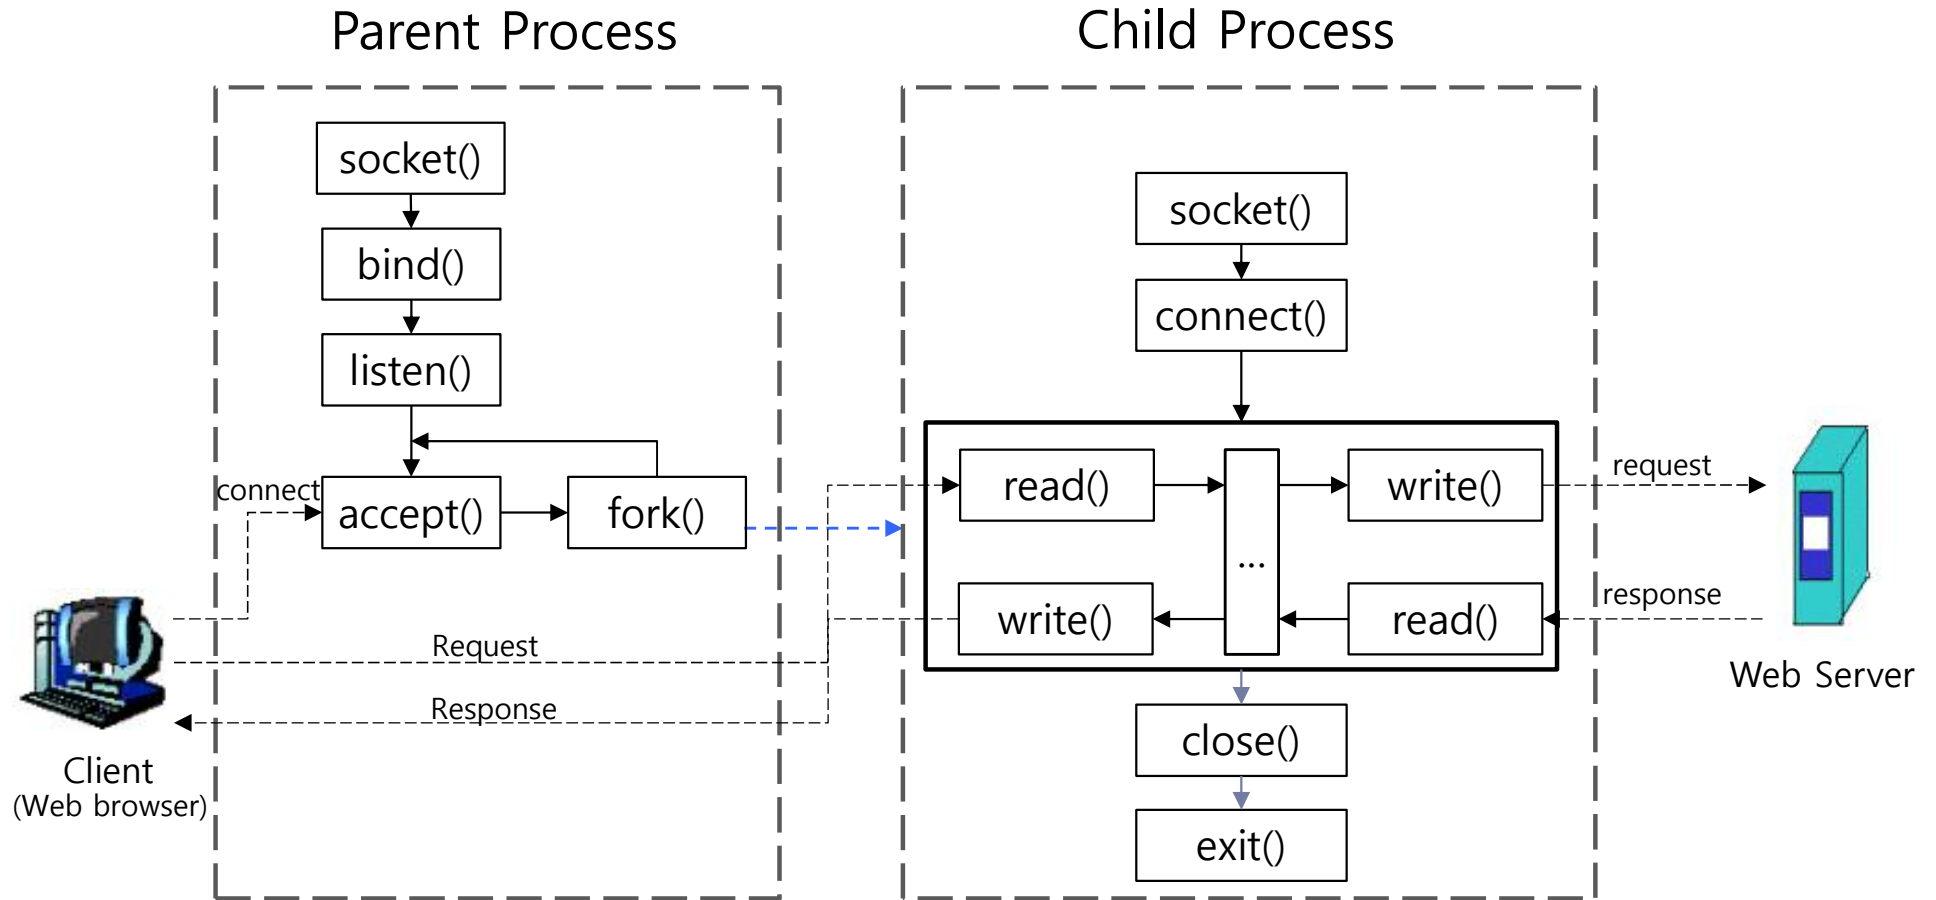 Parent Process
Child Process
socket()
bind()
listen()
connect
accept()
fork()
Request
Response
Client
(Web browser)
socket()
connect()
read()
...
write()
write()
read()
close()
exit()
request
response
Web Server